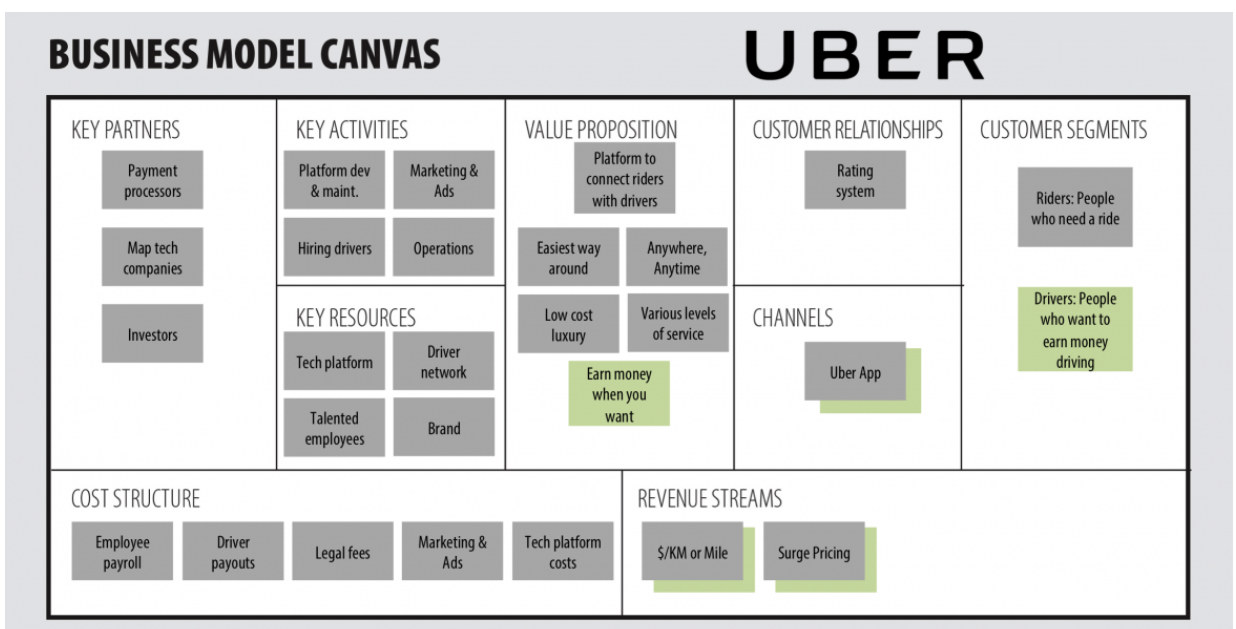 BUSINESS MODEL CANVAS
UBER
KEY PARTNERS
Payment
processors
Map tech
companies
Investors
KEY ACTIVITIES
Platform dev
& maint.
Marketing &
Ads
Hiring drivers
Operations
KEY RESOURCES
Tech platform
Driver
network
Talented
employees
Brand
VALUE PROPOSITION
Platform to
connect riders
with drivers
Easiest way
around
Anywhere,
Anytime
Low cost
luxury
Various levels
of service
Earn money
when you
want
CUSTOMER RELATIONSHIPS
Rating
system
CHANNELS
Uber App
CUSTOMER SEGMENTS
Riders: People
who need a ride
Drivers: People
who want to
earn money
driving
COST STRUCTURE
Employee
payroll
Driver
payouts
Legal fees
Marketing &
Ads
Tech platform
costs
REVENUE STREAMS
$/KM or Mile
Surge Pricing